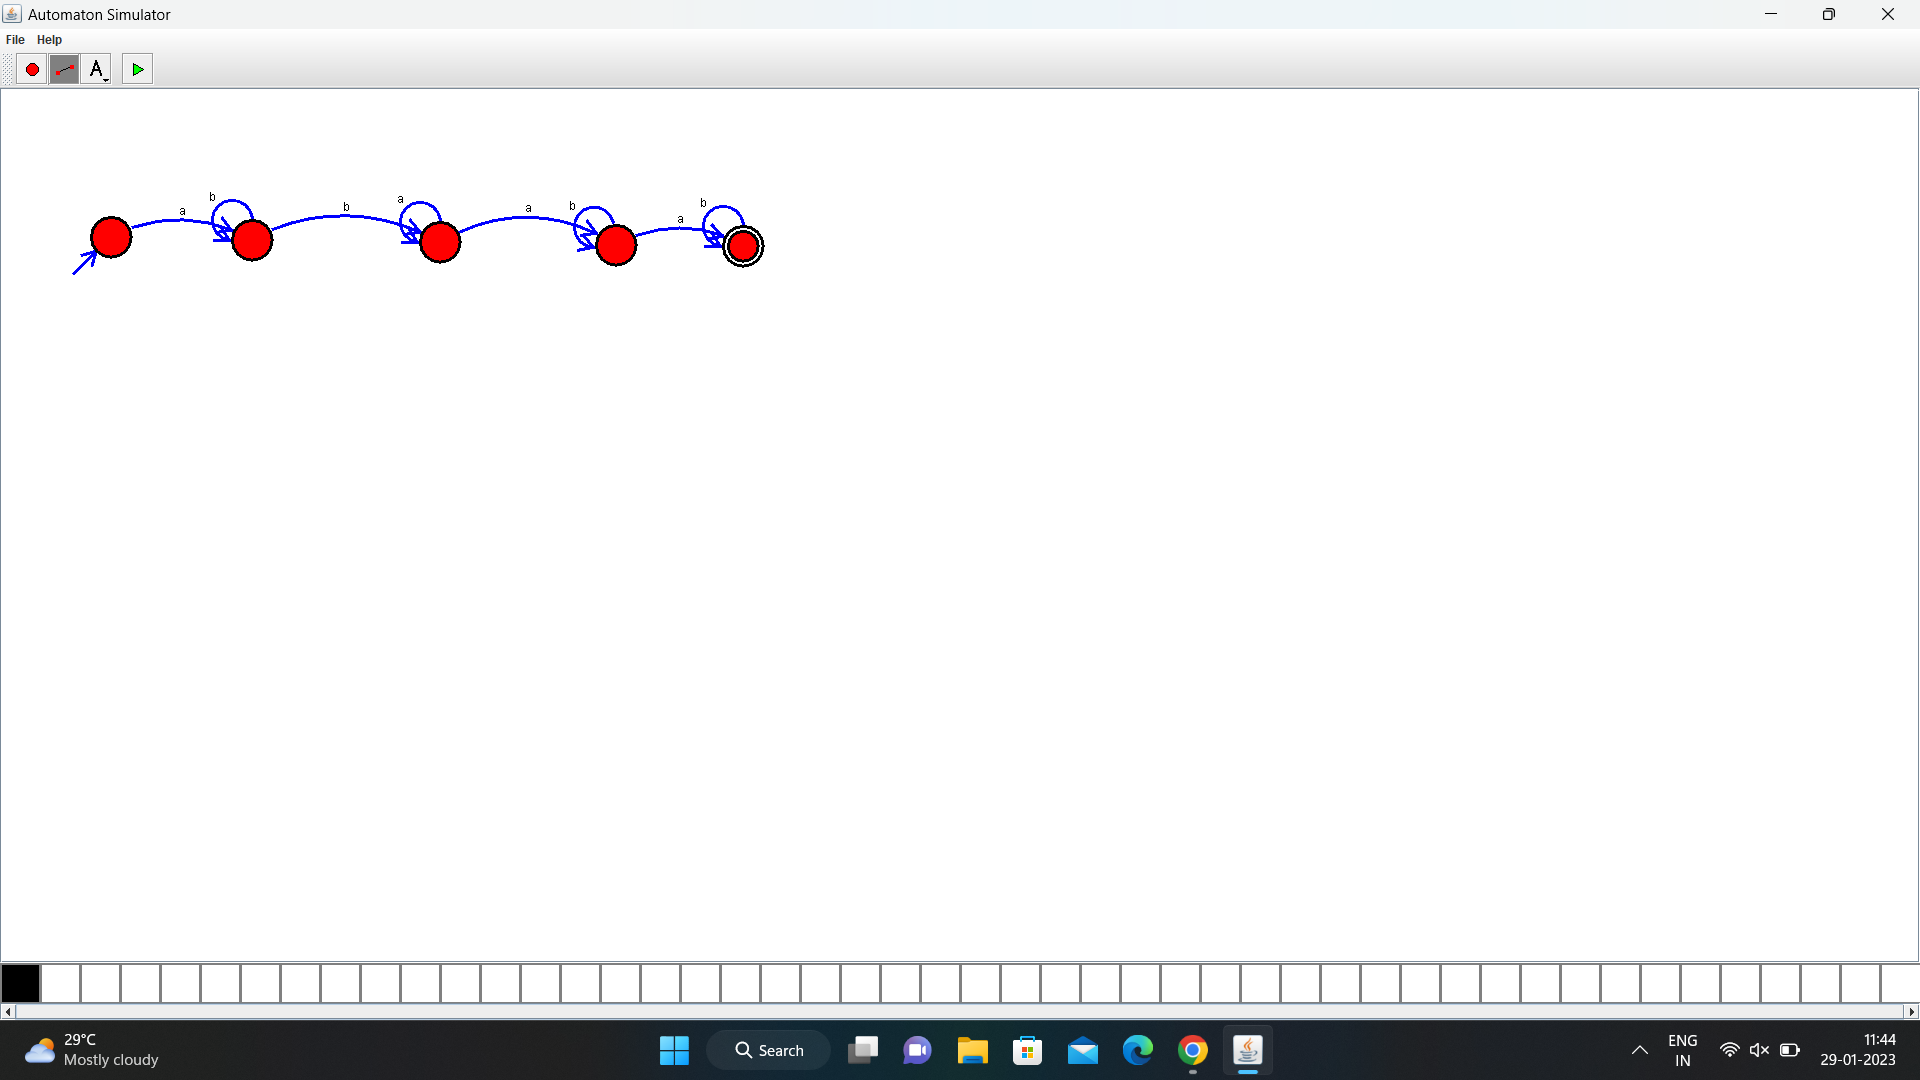 Automaton Simulator
File Help
A
a b b a a b a b
29°C
Mostly cloudy
Search
ENG
IN
11:44
29-01-2023